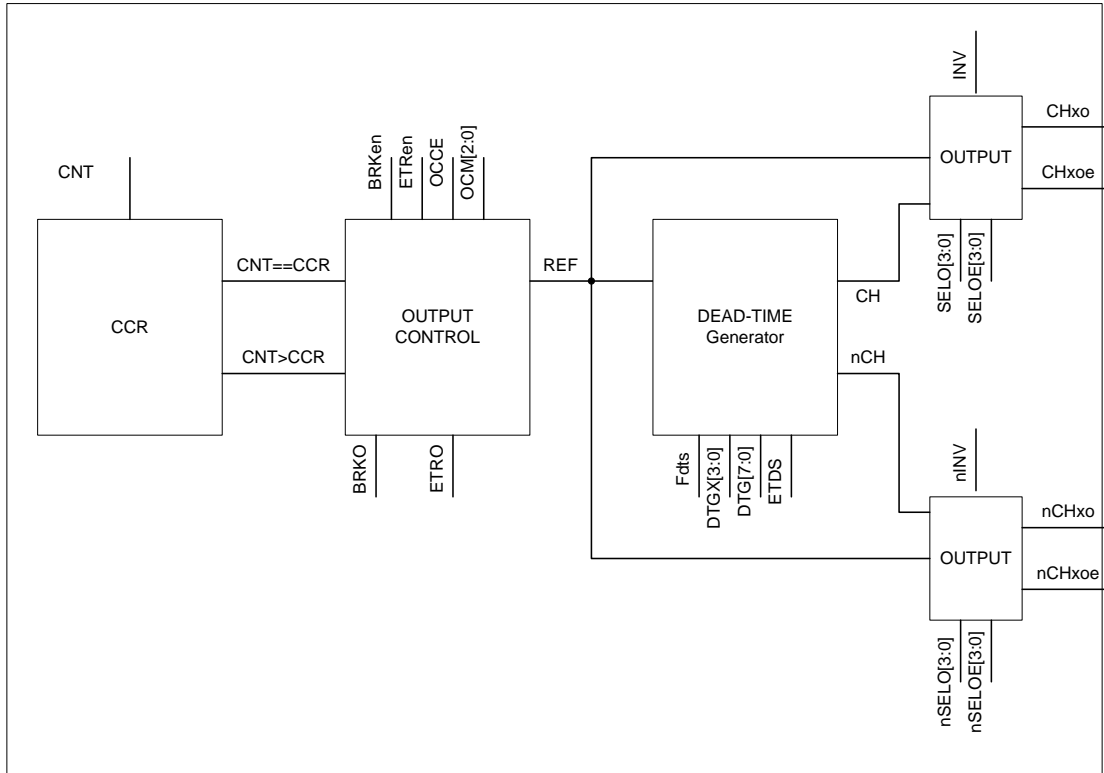 INV
CHxo
OUTPUT
CHxoe
SELO[3:0]
SELOE[3:0]
CNT
BRKen
ETRen
OCCE
OCM[2:0]
CCR
CNT==CCR
CNT>CCR
OUTPUT
CONTROL
BRKO
ETRO
REF
DEAD-TIME
Generator
CH
nCH
Fdts
DTGX[3:0]
DTG[7:0]
ETDS
nINV
nCHxo
OUTPUT
nCHxoe
nSELO[3:0]
nSELOE[3:0]